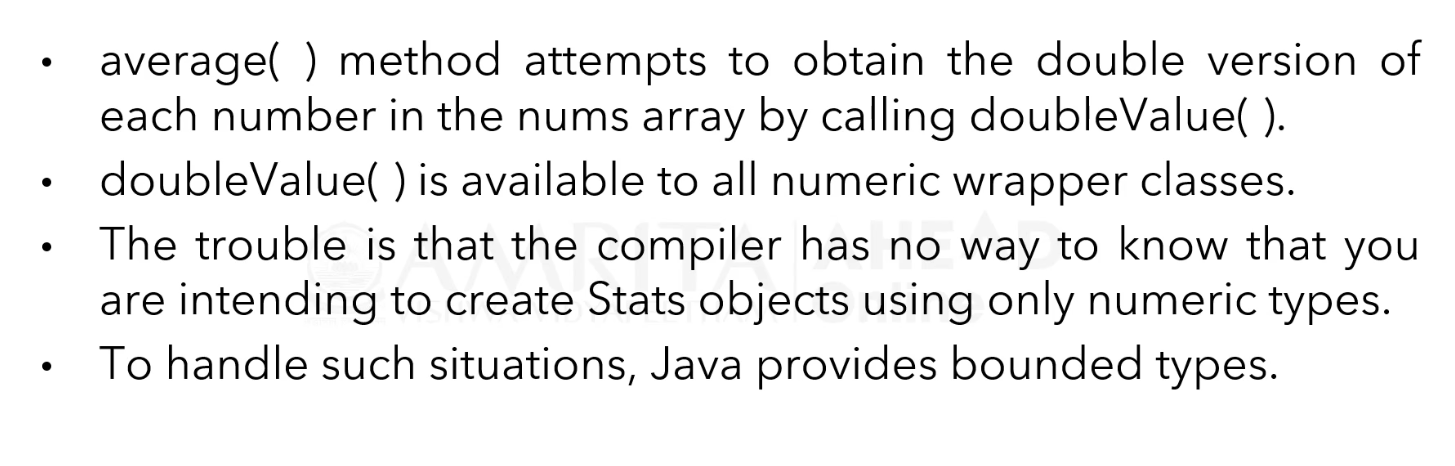 • average( ) method attempts to obtain the double version of
each number in the nums array by calling doubleValue( ).
• doubleValue( ) is available to all numeric wrapper classes.
• The trouble is that the compiler has no way to know that you
are intending to create Stats objects using only numeric types.
• To handle such situations, Java provides bounded types.
AMRITA AHEAD
Online